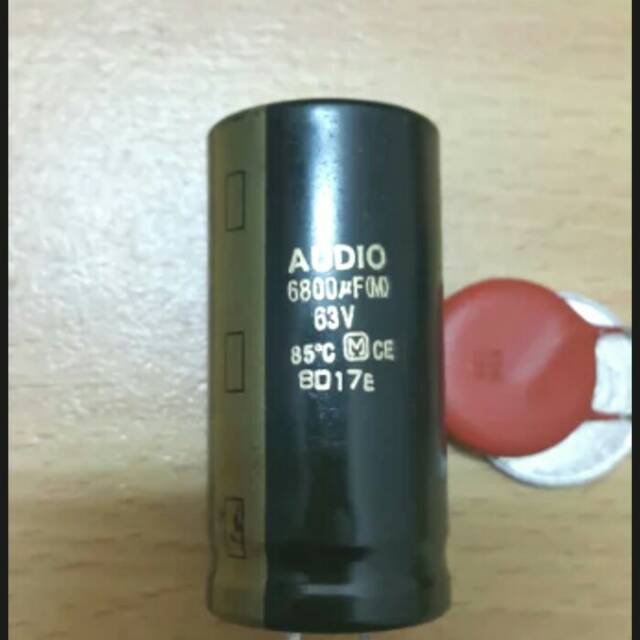 AUDIO
6800µF(M)
63V
85°C M CE
8D17E